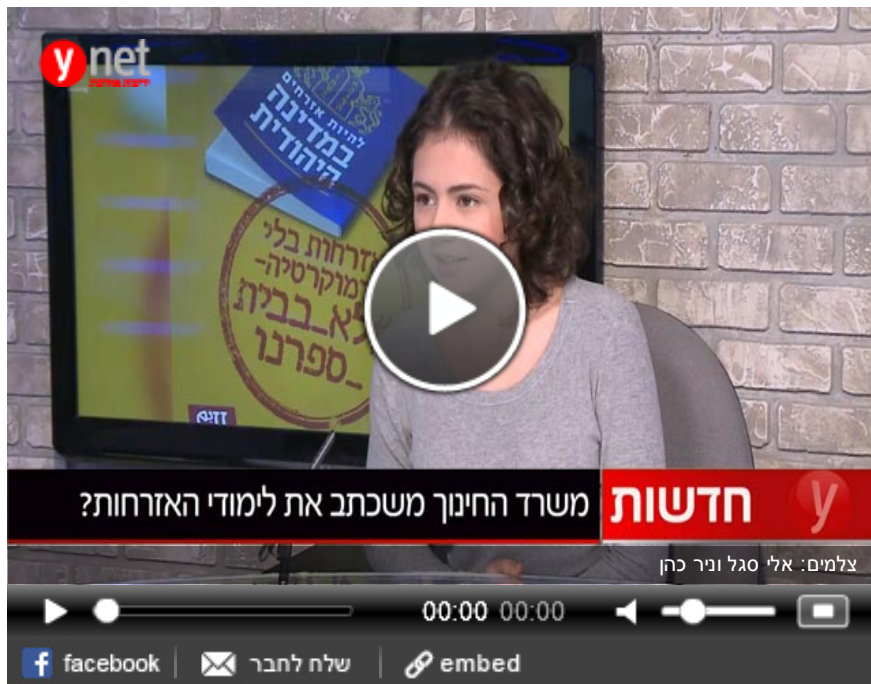 ynet
להיות אזרחים
במדינה
היהודית
אזרחות בלי
דמוקרטיה-
לא_בבית
_ספרנו
חדשות
משרד החינוך משכתב את לימודי האזרחות?
צלמים: אלי סגל וניר כהן
00:00 00:00
facebook
שלח לחבר
embed